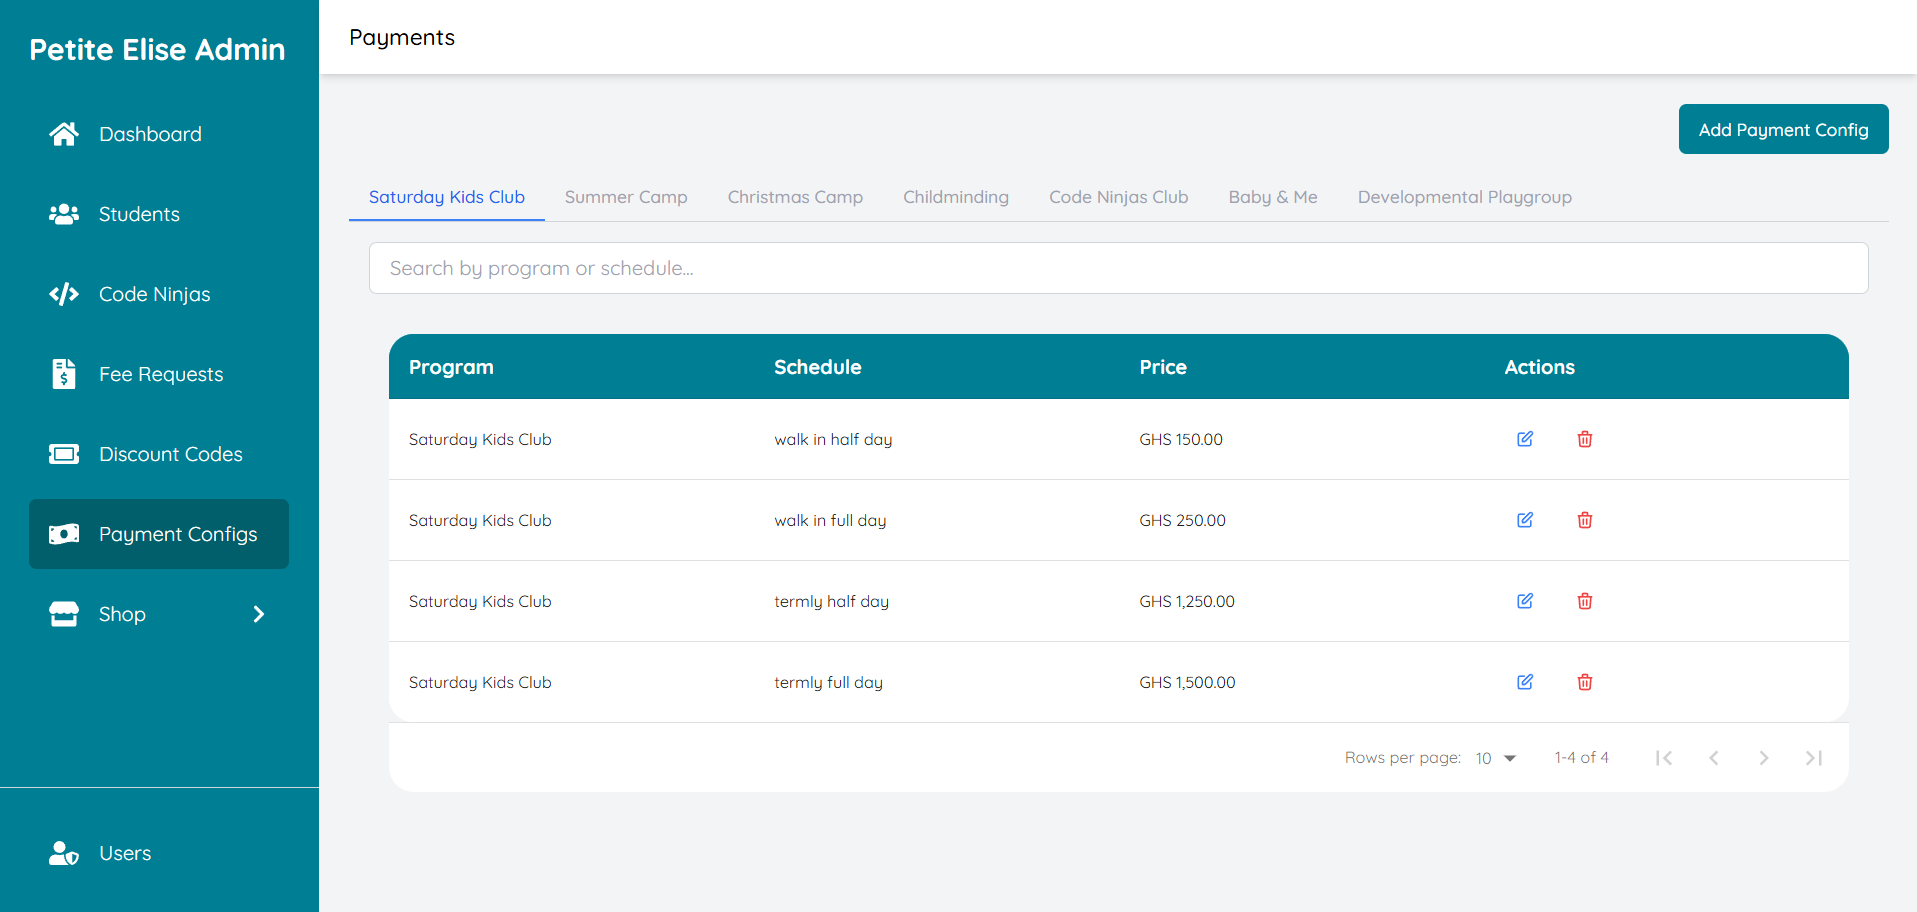 Petite Elise Admin
Payments
Dashboard
Students
Code Ninjas
Fee Requests
Discount Codes
Payment Configs
Shop
Users
Add Payment Config
Saturday Kids Club Summer Camp Christmas Camp Childminding Code Ninjas Club Baby & Me Developmental Playgroup
Search by program or schedule...
Program Schedule Price Actions
Saturday Kids Club walk in half day GHS 150.00
Saturday Kids Club walk in full day GHS 250.00
Saturday Kids Club termly half day GHS 1,250.00
Saturday Kids Club termly full day GHS 1,500.00
Rows per page: 10 1-4 of 4